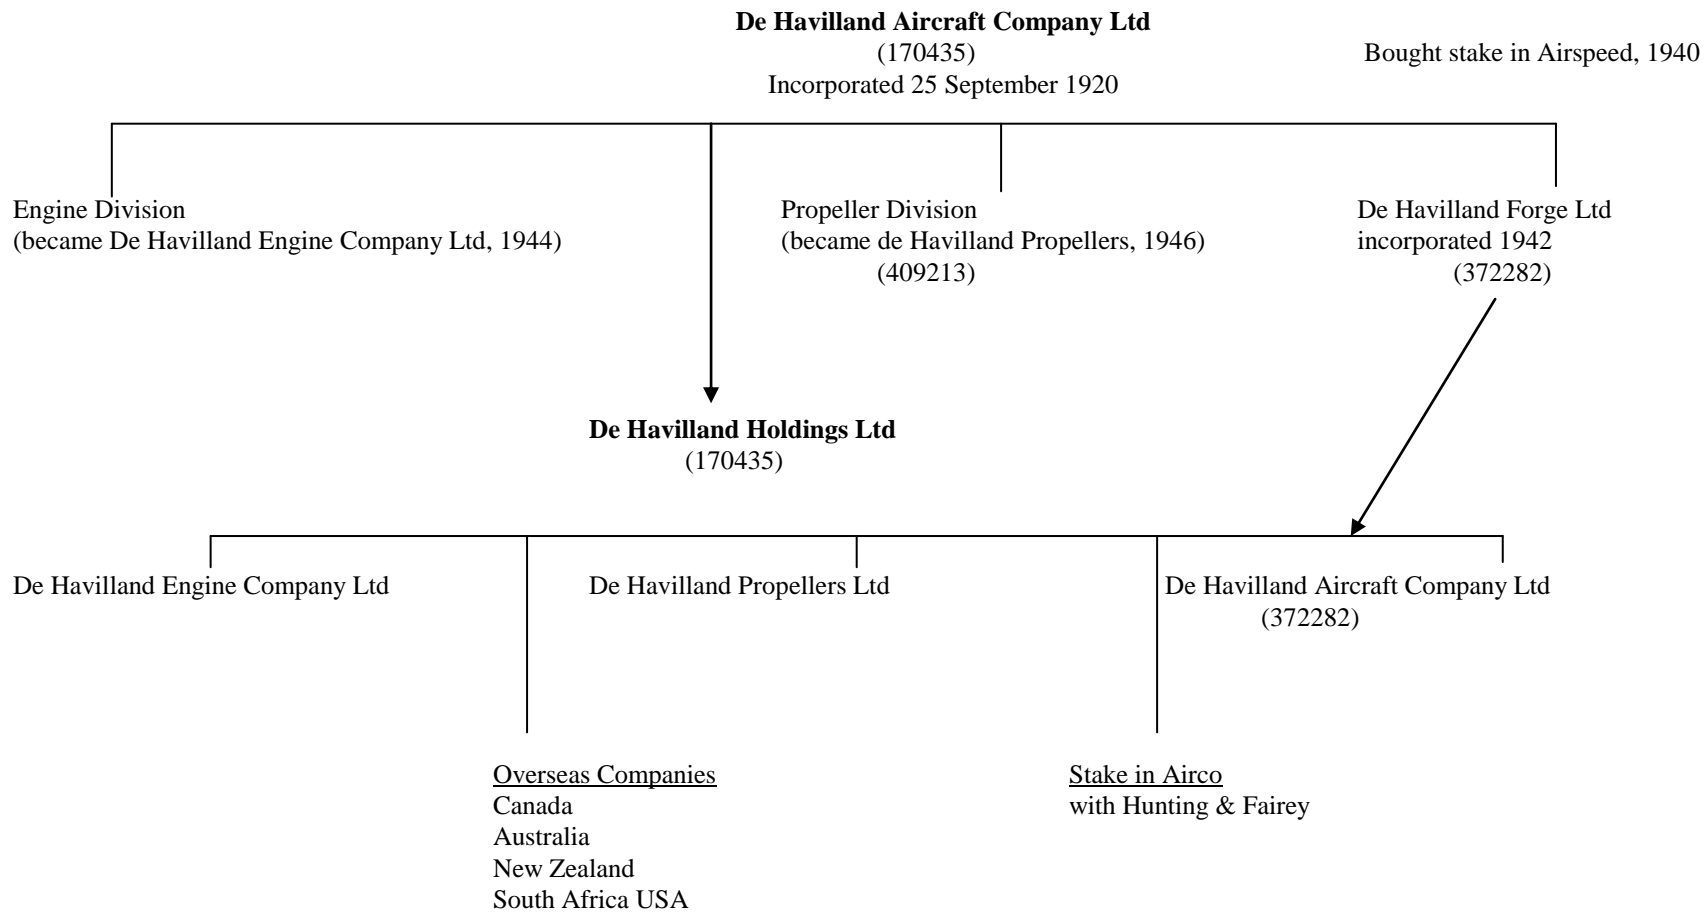 De Havilland Aircraft Company Ltd
(170435)
Bought stake in Airspeed, 1940
Incorporated 25 September 1920
Engine Division
(became De Havilland Engine Company Ltd, 1944)
Propeller Division
(became de Havilland Propellers, 1946)
(409213)
De Havilland Forge Ltd
incorporated 1942
(372282)
De Havilland Holdings Ltd
(170435)
De Havilland Engine Company Ltd
De Havilland Propellers Ltd
De Havilland Aircraft Company Ltd
(372282)
Overseas Companies
Canada
Australia
New Zealand
South Africa USA
Stake in Airco
with Hunting & Fairey